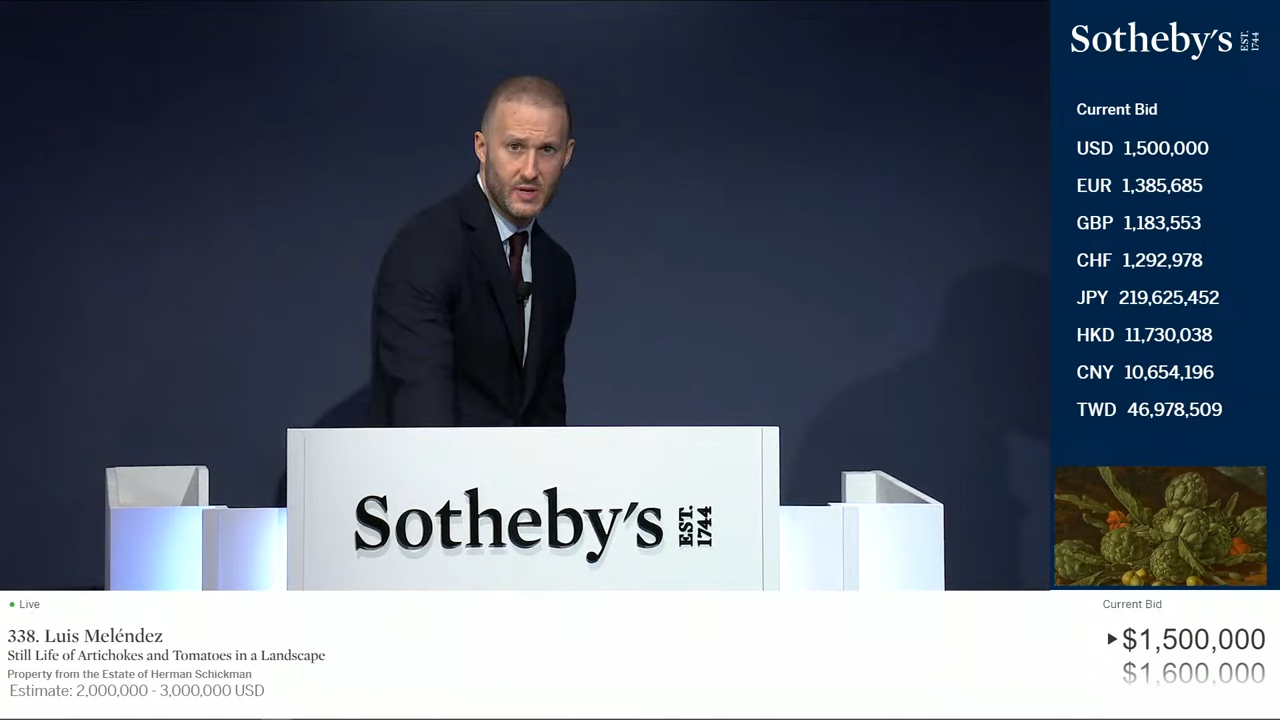 Sotheby's EST. 1744
Current Bid
USD 1,500,000
EUR 1,385,685
GBP 1,183,553
CHF 1,292,978
JPY 219,625,452
HKD 11,730,038
CNY 10,654,196
TWD 46,978,509
Sotheby's EST. 1744
Live
338. Luis Meléndez
Still Life of Artichokes and Tomatoes in a Landscape
Property from the Estate of Herman Schickman
Estimate: 2,000,000 - 3,000,000 USD
Current Bid
$1,500,000
$1,600,000